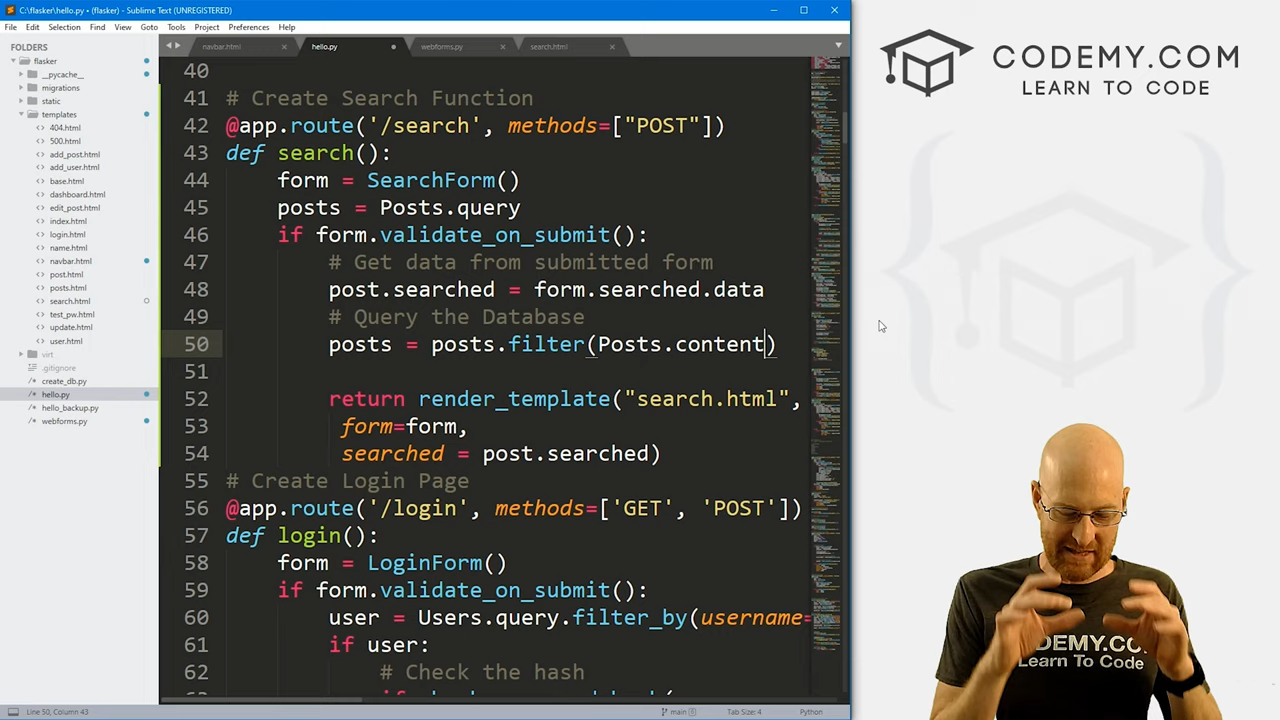 C:\flasker\hello.py • (flasker) - Sublime Text (UNREGISTERED)
File Edit Selection Find View Goto Tools Project Preferences Help
FOLDERS
flasker
__pycache__
migrations
static
templates
404.html
500.html
add_post.html
add_user.html
base.html
dashboard.html
edit_post.html
index.html
login.html
name.html
navbar.html
post.html
posts.html
search.html
test_pw.html
update.html
user.html
virt
.gitignore
create_db.py
hello.py
hello_backup.py
webforms.py
navbar.html hello.py webforms.py search.html
40
41 # Create Search Function
42 @app.route('/search', methods=["POST"])
43 def search():
44 form = SearchForm()
45 posts = Posts.query
46 if form.validate_on_submit():
47 # Get data from submitted form
48 post.searched = form.searched.data
49 # Query the Database
50 posts = posts.filter(Posts.content)
51
52 return render_template("search.html",
53 form=form,
54 searched = post.searched)
55 # Create Login Page
56 @app.route('/login', methods=['GET', 'POST'])
57 def login():
58 form = LoginForm()
59 if form.validate_on_submit():
60 user = Users.query.filter_by(username=
61 if user:
62 # Check the hash
Line 50, Column 43
main
Tab Size: 4
Python
CODEMY.COM
LEARN TO CODE
CODEMY.CO
Learn To Code